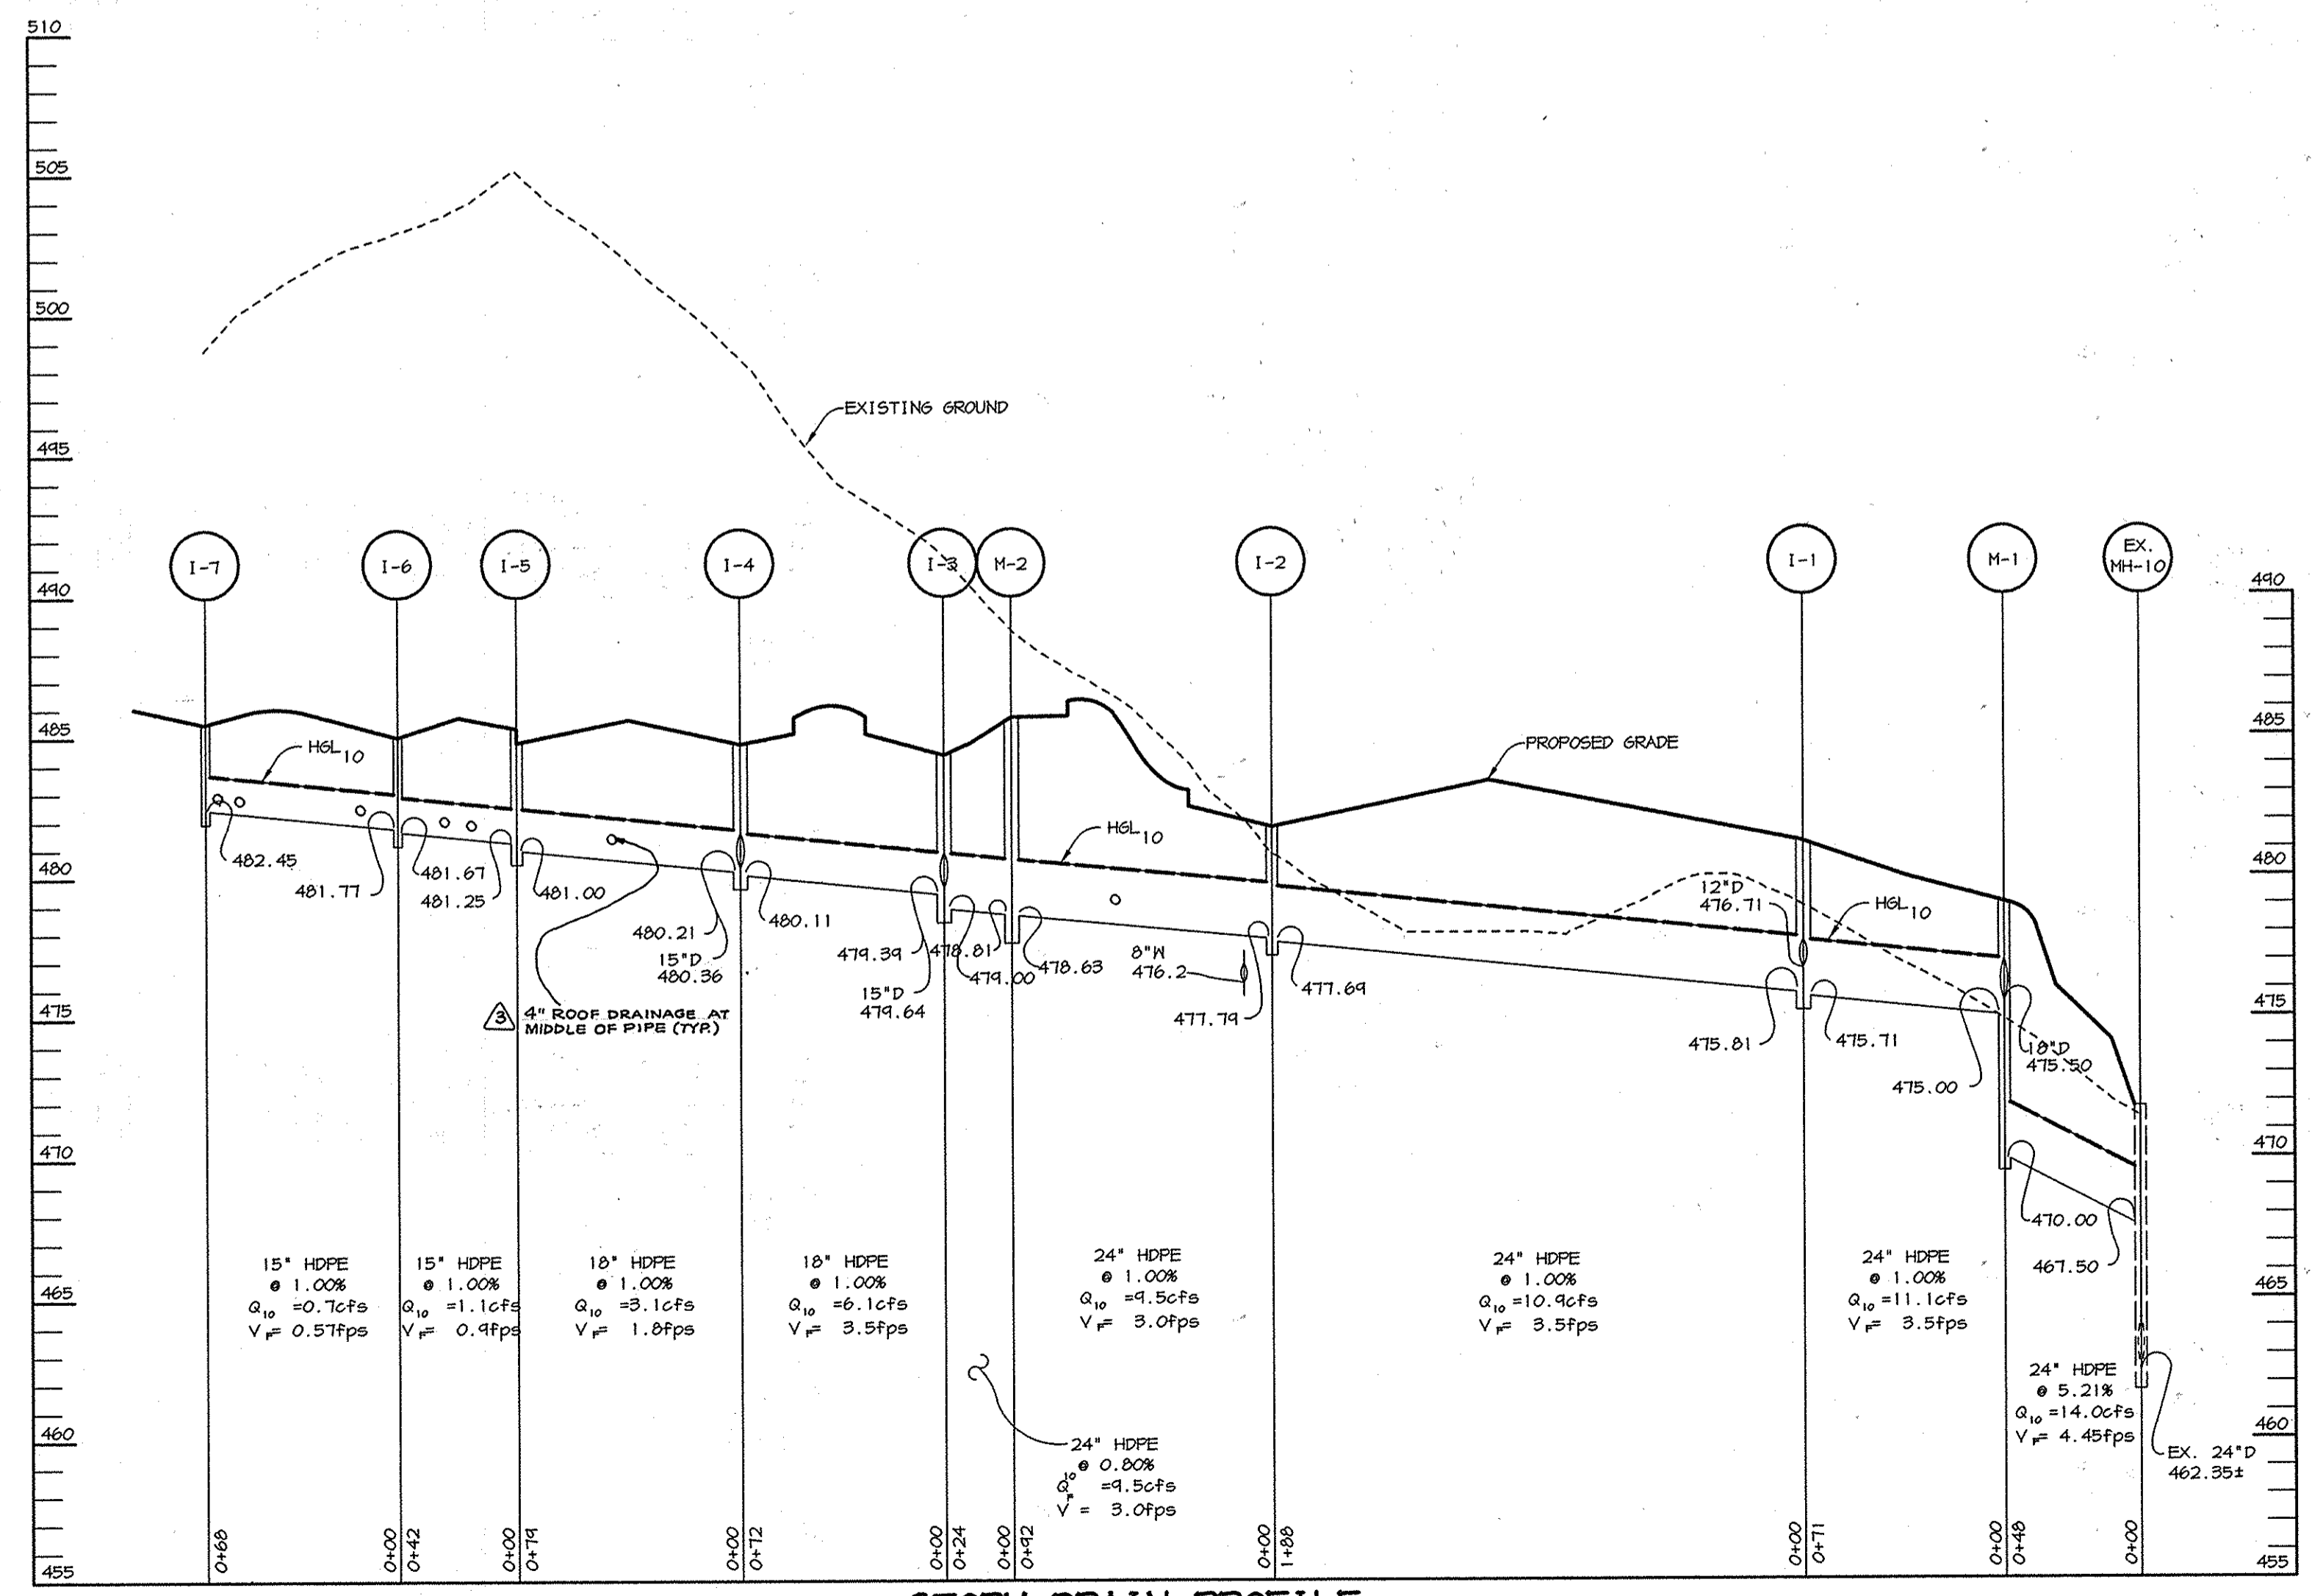 510
505
500
495
490
485
480
475
470
465
460
455
490
485
480
475
470
465
460
455
EXISTING GROUND
I-7
I-6
I-5
I-4
I-3
M-2
I-2
I-1
M-1
EX.
MH-10
HGL10
HGL10
HGL10
PROPOSED GRADE
482.45
481.77
481.67
481.25
481.00
480.21
15"D
480.36
480.11
479.39
15"D
479.64
478.81
479.00
478.63
8"W
476.2
477.79
477.69
12"D
476.71
475.81
475.71
475.00
18"D
475.50
470.00
467.50
3
4" ROOF DRAINAGE AT
MIDDLE OF PIPE (TYP.)
15" HDPE
@ 1.00%
Q10 =0.7cfs
VF= 0.57fps
15" HDPE
@ 1.00%
Q10 =1.1cfs
VF= 0.9fps
18" HDPE
@ 1.00%
Q10 =3.1cfs
VF= 1.8fps
18" HDPE
@ 1.00%
Q10 =6.1cfs
VF= 3.5fps
24" HDPE
@ 1.00%
Q10 =9.5cfs
VF= 3.0fps
24" HDPE
@ 1.00%
Q10 =10.9cfs
VF= 3.5fps
24" HDPE
@ 1.00%
Q10 =11.1cfs
VF= 3.5fps
24" HDPE
@ 5.21%
Q10 =14.0cfs
VF= 4.45fps
24" HDPE
@ 0.80%
Q10 =9.5cfs
VF = 3.0fps
EX. 24"D
462.35±
0+68
0+00
0+42
0+00
0+79
0+00
0+72
0+00
0+24
0+00
0+92
0+00
1+88
0+00
0+71
0+00
0+48
0+00
STORM DRAIN PROFILE